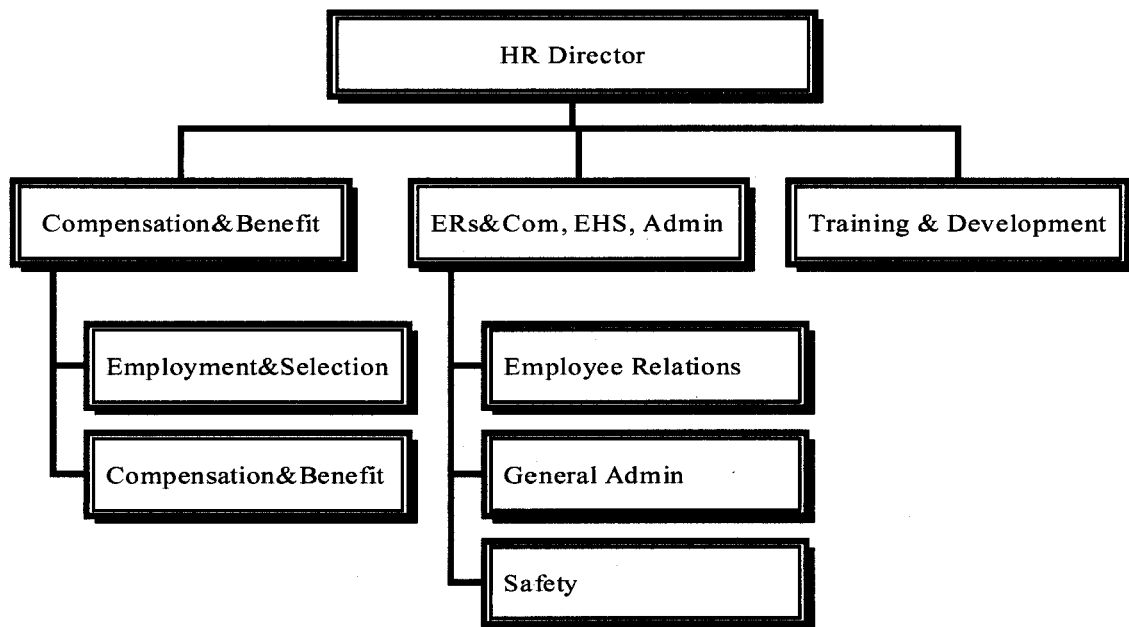 HR Director
Compensation&Benefit
ERs&Com, EHS, Admin
Training & Development
Employment&Selection
Compensation&Benefit
Employee Relations
General Admin
Safety